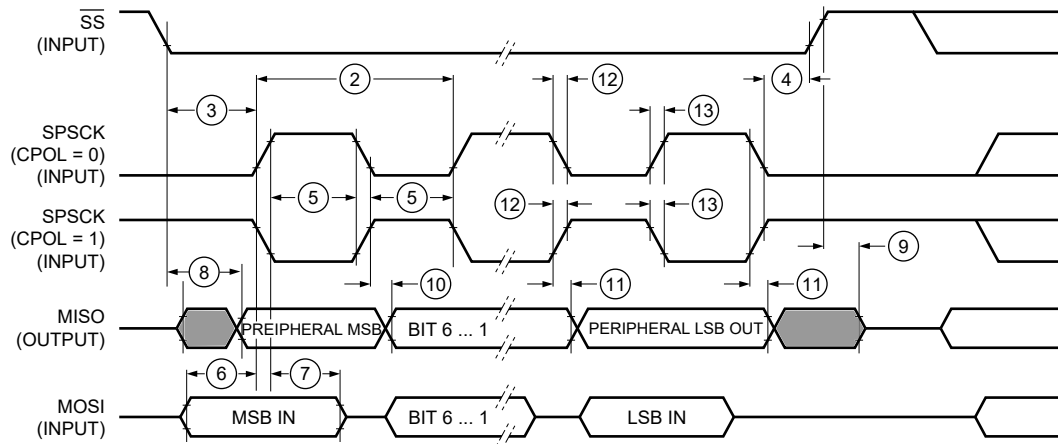 SS
(INPUT)
2
12
4
3
13
SPSCK
(CPOL = 0)
(INPUT)
5
5
12
13
SPSCK
(CPOL = 1)
(INPUT)
9
8
10
11
11
MISO
(OUTPUT)
PREIPHERAL MSB
BIT 6 ... 1
PERIPHERAL LSB OUT
6
7
MOSI
(INPUT)
MSB IN
BIT 6 ... 1
LSB IN